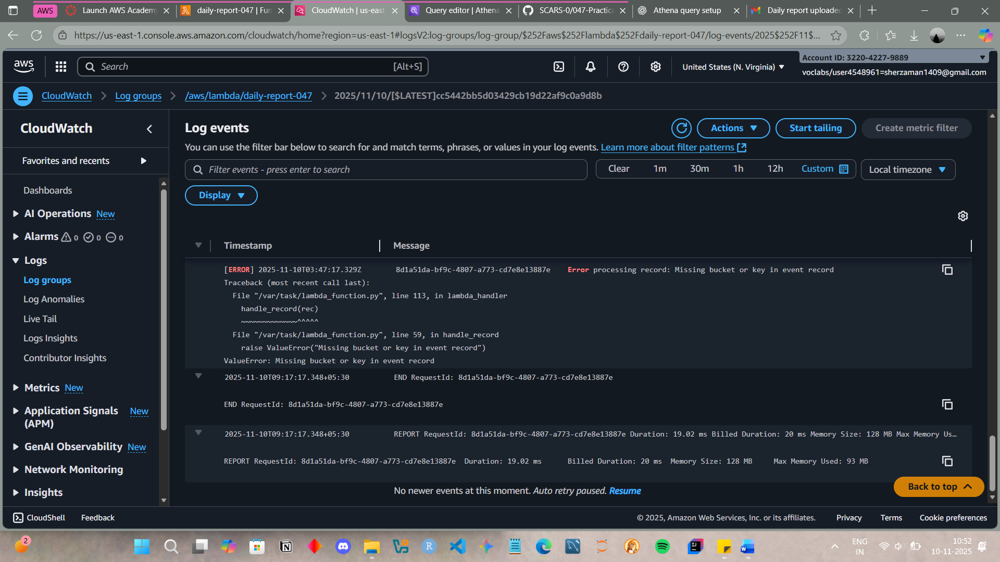 AWS
Launch AWS Academy
daily-report-047 | Fun
CloudWatch | us-east
Query editor | Athena
SCARS-0/047-Practica
Athena query setup
Daily report uploaded
https://us-east-1.console.aws.amazon.com/cloudwatch/home?region=us-east-1#logsV2:log-groups/log-group/$252Faws$252Flambda$252Fdaily-report-047/log-events/2025$252F11$...
aws
Search
[Alt+S]
United States (N. Virginia)
Account ID: 3220-4227-9889
voclabs/user4548961=sherzaman1409@gmail.com
CloudWatch
Log groups
/aws/lambda/daily-report-047
2025/11/10/[$LATEST]cc5442bb5d03429cb19d22af9c0a9d8b
CloudWatch
Favorites and recents
Dashboards
AI Operations New
Alarms 0 0 0
Logs
Log groups
Log Anomalies
Live Tail
Logs Insights
Contributor Insights
Metrics New
Application Signals New
(APM)
GenAI Observability New
Network Monitoring
Insights
Log events
Actions
Start tailing
Create metric filter
You can use the filter bar below to search for and match terms, phrases, or values in your log events. Learn more about filter patterns
Filter events - press enter to search
Clear
1m
30m
1h
12h
Custom
Local timezone
Display
Timestamp
Message
[ERROR] 2025-11-10T03:47:17.329Z 8d1a51da-bf9c-4807-a773-cd7e8e13887e Error processing record: Missing bucket or key in event record
Traceback (most recent call last):
File "/var/task/lambda_function.py", line 113, in lambda_handler
handle_record(rec)
~~~~~~~~~~~~~^^^^^
File "/var/task/lambda_function.py", line 59, in handle_record
raise ValueError("Missing bucket or key in event record")
ValueError: Missing bucket or key in event record
2025-11-10T09:17:17.348+05:30 END RequestId: 8d1a51da-bf9c-4807-a773-cd7e8e13887e
END RequestId: 8d1a51da-bf9c-4807-a773-cd7e8e13887e
2025-11-10T09:17:17.348+05:30 REPORT RequestId: 8d1a51da-bf9c-4807-a773-cd7e8e13887e Duration: 19.02 ms Billed Duration: 20 ms Memory Size: 128 MB Max Memory Us…
REPORT RequestId: 8d1a51da-bf9c-4807-a773-cd7e8e13887e Duration: 19.02 ms Billed Duration: 20 ms Memory Size: 128 MB Max Memory Used: 93 MB
No newer events at this moment. Auto retry paused. Resume
Back to top
CloudShell
Feedback
© 2025, Amazon Web Services, Inc. or its affiliates.
Privacy
Terms
Cookie preferences
2
ENG
IN
10:52
10-11-2025